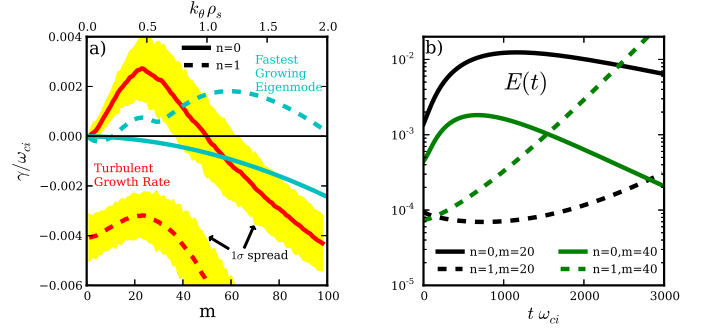 k_θ ρ_s
0.0 0.5 1.0 1.5 2.0
a)
n=0
n=1
Fastest
Growing
Eigenmode
Turbulent
Growth Rate
1σ spread
γ/ω_ci
0.004
0.002
0.000
−0.002
−0.004
−0.006
0 20 40 60 80 100
m
b)
E(t)
10^-2
10^-3
10^-4
10^-5
n=0,m=20 n=0,m=40
n=1,m=20 n=1,m=40
0 1000 2000 3000
t ω_ci